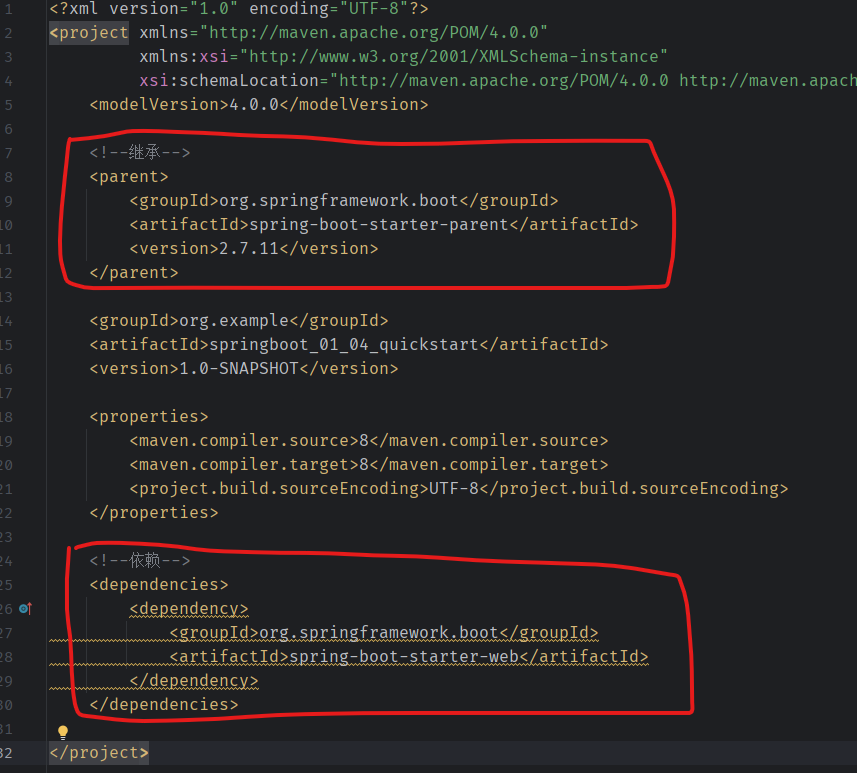 1 <?xml version="1.0" encoding="UTF-8"?>
2 <project xmlns="http://maven.apache.org/POM/4.0.0"
3 xmlns:xsi="http://www.w3.org/2001/XMLSchema-instance"
4 xsi:schemaLocation="http://maven.apache.org/POM/4.0.0 http://maven.apach
5 <modelVersion>4.0.0</modelVersion>
6
7 <!--继承-->
8 <parent>
9 <groupId>org.springframework.boot</groupId>
10 <artifactId>spring-boot-starter-parent</artifactId>
11 <version>2.7.11</version>
12 </parent>
13
14 <groupId>org.example</groupId>
15 <artifactId>springboot_01_04_quickstart</artifactId>
16 <version>1.0-SNAPSHOT</version>
17
18 <properties>
19 <maven.compiler.source>8</maven.compiler.source>
20 <maven.compiler.target>8</maven.compiler.target>
21 <project.build.sourceEncoding>UTF-8</project.build.sourceEncoding>
22 </properties>
23
24 <!--依赖-->
25 <dependencies>
26 <dependency>
27 <groupId>org.springframework.boot</groupId>
28 <artifactId>spring-boot-starter-web</artifactId>
29 </dependency>
30 </dependencies>
31
32 </project>